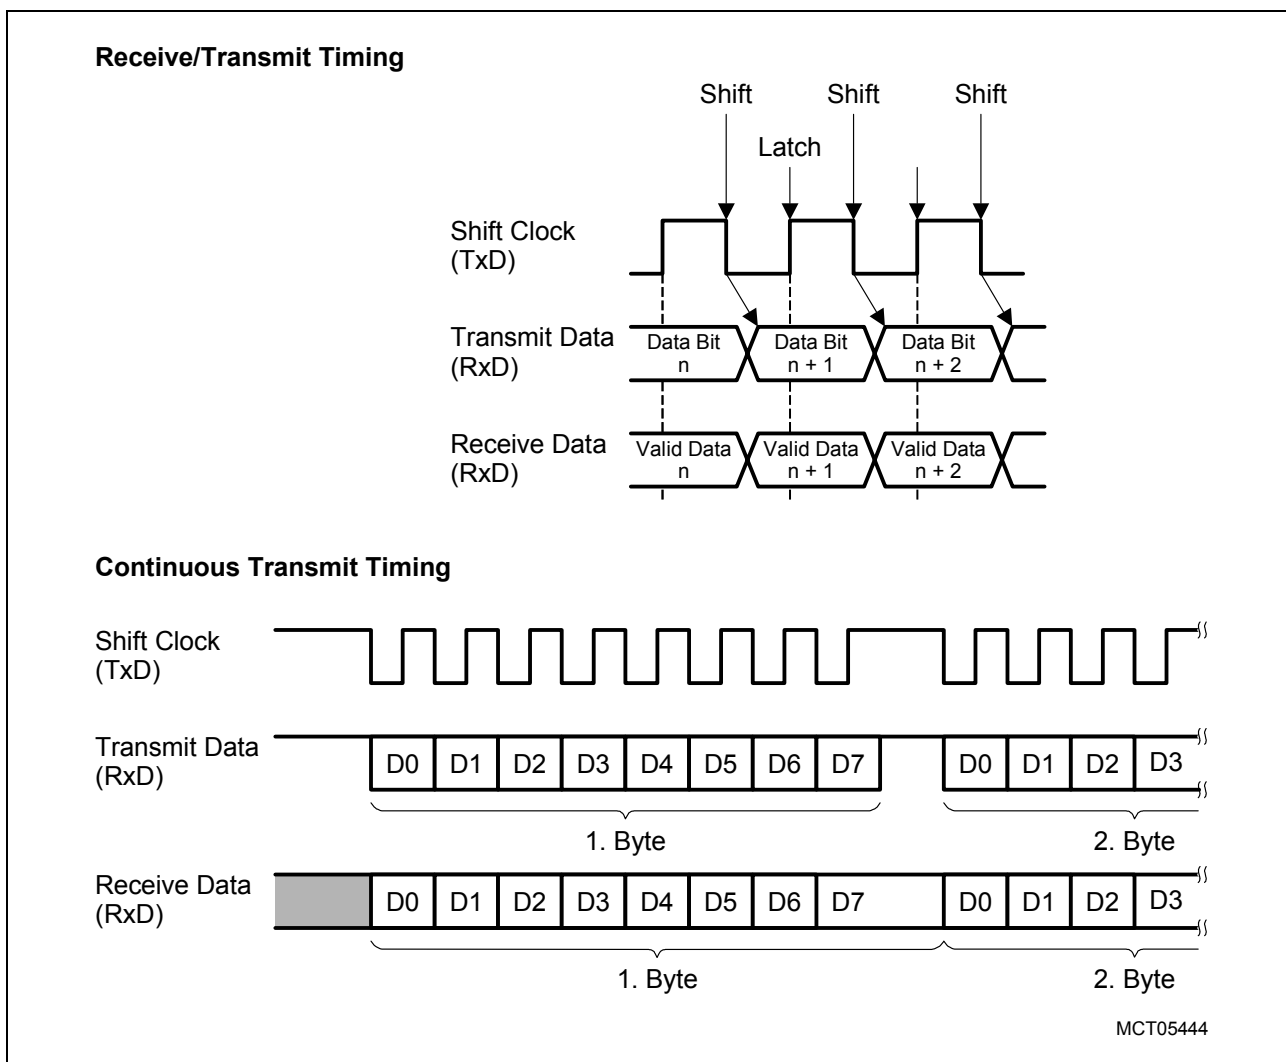 Receive/Transmit Timing
Shift Shift Shift
Latch
Shift Clock
(TxD)
Transmit Data
(RxD)
Data Bit
n
Data Bit
n + 1
Data Bit
n + 2
Receive Data
(RxD)
Valid Data
n
Valid Data
n + 1
Valid Data
n + 2
Continuous Transmit Timing
Shift Clock
(TxD)
Transmit Data
(RxD)
D0 D1 D2 D3 D4 D5 D6 D7 D0 D1 D2 D3
1. Byte 2. Byte
Receive Data
(RxD)
D0 D1 D2 D3 D4 D5 D6 D7 D0 D1 D2 D3
1. Byte 2. Byte
MCT05444